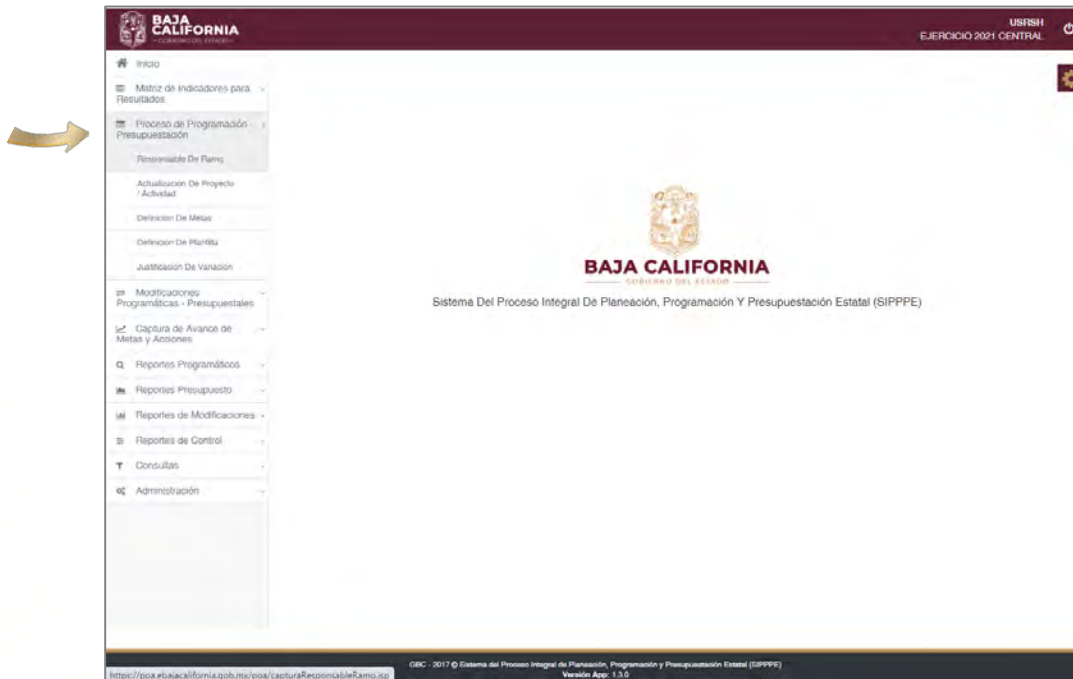 BAJA
CALIFORNIA
GOBIERNO DEL ESTADO
USRSH
EJERCICIO 2021 CENTRAL
Inicio
Matriz de Indicadores para
Resultados
Proceso de Programación -
Presupuestación
Responsable De Ramo
Actualizacion De Proyecto
/ Actividad
Definicion De Metas
Definicion De Plantilla
Justificacion De Variacion
Modificaciones
Programáticas - Presupuestales
Captura de Avance de
Metas y Acciones
Reportes Programáticos
Reportes Presupuesto
Reportes de Modificaciones
Reportes de Control
Consultas
Administración
BAJA CALIFORNIA
GOBIERNO DEL ESTADO
Sistema Del Proceso Integral De Planeación, Programación Y Presupuestación Estatal (SIPPPE)
GBC - 2017 © Sistema del Proceso Integral de Planeación, Programación y Presupuestación Estatal (SIPPPE)
Versión App: 1.3.0
https://poa.ebajacalifornia.gob.mx/poa/capturaResponsableRamo.jsp